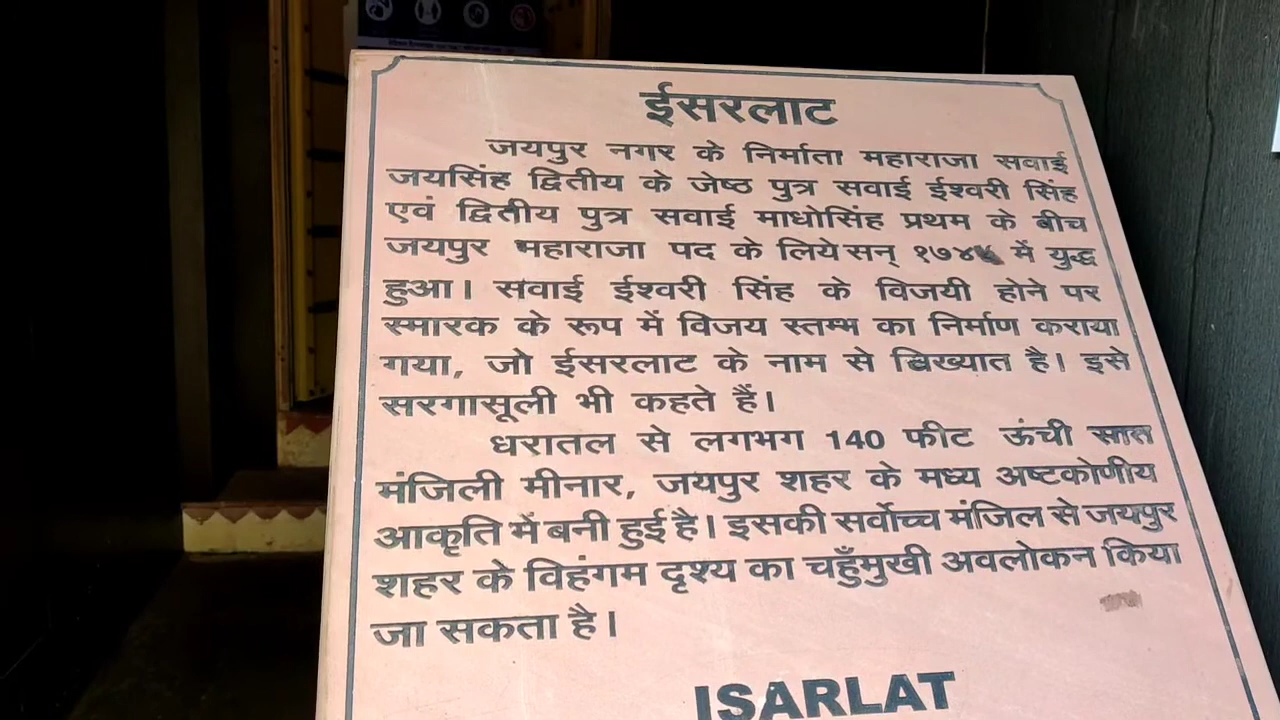 ईसरलाट
जयपुर नगर के निर्माता महाराजा सवाई
जयसिंह द्वितीय के जेष्ठ पुत्र सवाई ईश्वरी सिंह
एवं द्वितीय पुत्र सवाई माधोसिंह प्रथम के बीच
जयपुर महाराजा पद के लिये सन् में युद्ध
हुआ। सवाई ईश्वरी सिंह के विजयी होने पर
स्मारक के रूप में विजय स्तम्भ का निर्माण कराया
गया, जो ईसरलाट के नाम से विख्यात है। इसे
सरगासूली भी कहते हैं।
धरातल से लगभग 140 फीट ऊंची सात
मंजिली मीनार, जयपुर शहर के मध्य अष्टकोणीय
आकृति में बनी हुई है। इसकी सर्वोच्च मंजिल से जयपुर
शहर के विहंगम दृश्य का चहुँमुखी अवलोकन किया
जा सकता है।
ISARLAT